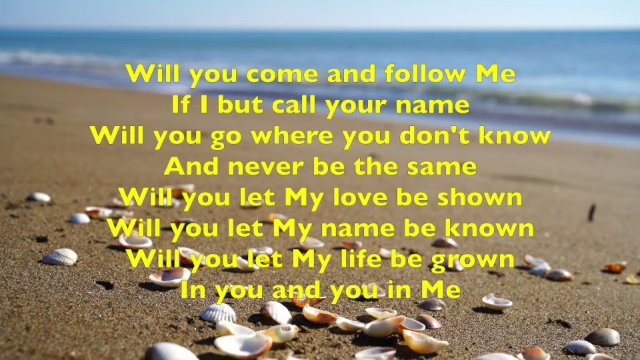 Will you come and follow Me
If I but call your name
Will you go where you don't know
And never be the same
Will you let My love be shown
Will you let My name be known
Will you let My life be grown
In you and you in Me